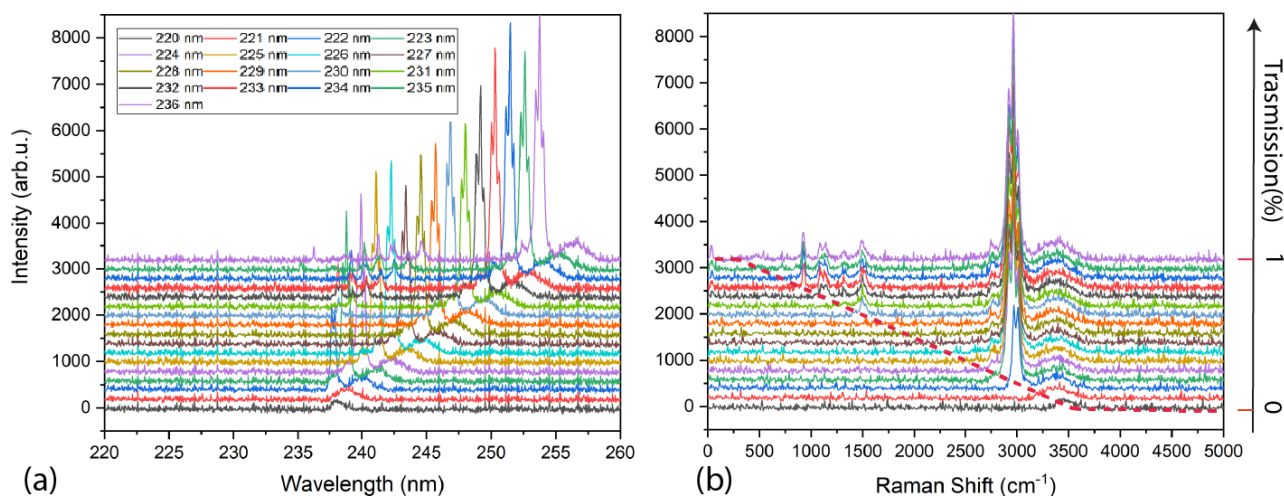 8000
7000
6000
5000
4000
3000
2000
1000
0
Intensity (arb.u.)
220 nm 221 nm 222 nm 223 nm
224 nm 225 nm 226 nm 227 nm
228 nm 229 nm 230 nm 231 nm
232 nm 233 nm 234 nm 235 nm
236 nm
220 225 230 235 240 245 250 255 260
(a) Wavelength (nm)
8000
7000
6000
5000
4000
3000
2000
1000
0
0 500 1000 1500 2000 2500 3000 3500 4000 4500 5000
(b) Raman Shift (cm⁻¹)
Trasmission(%)
1
0